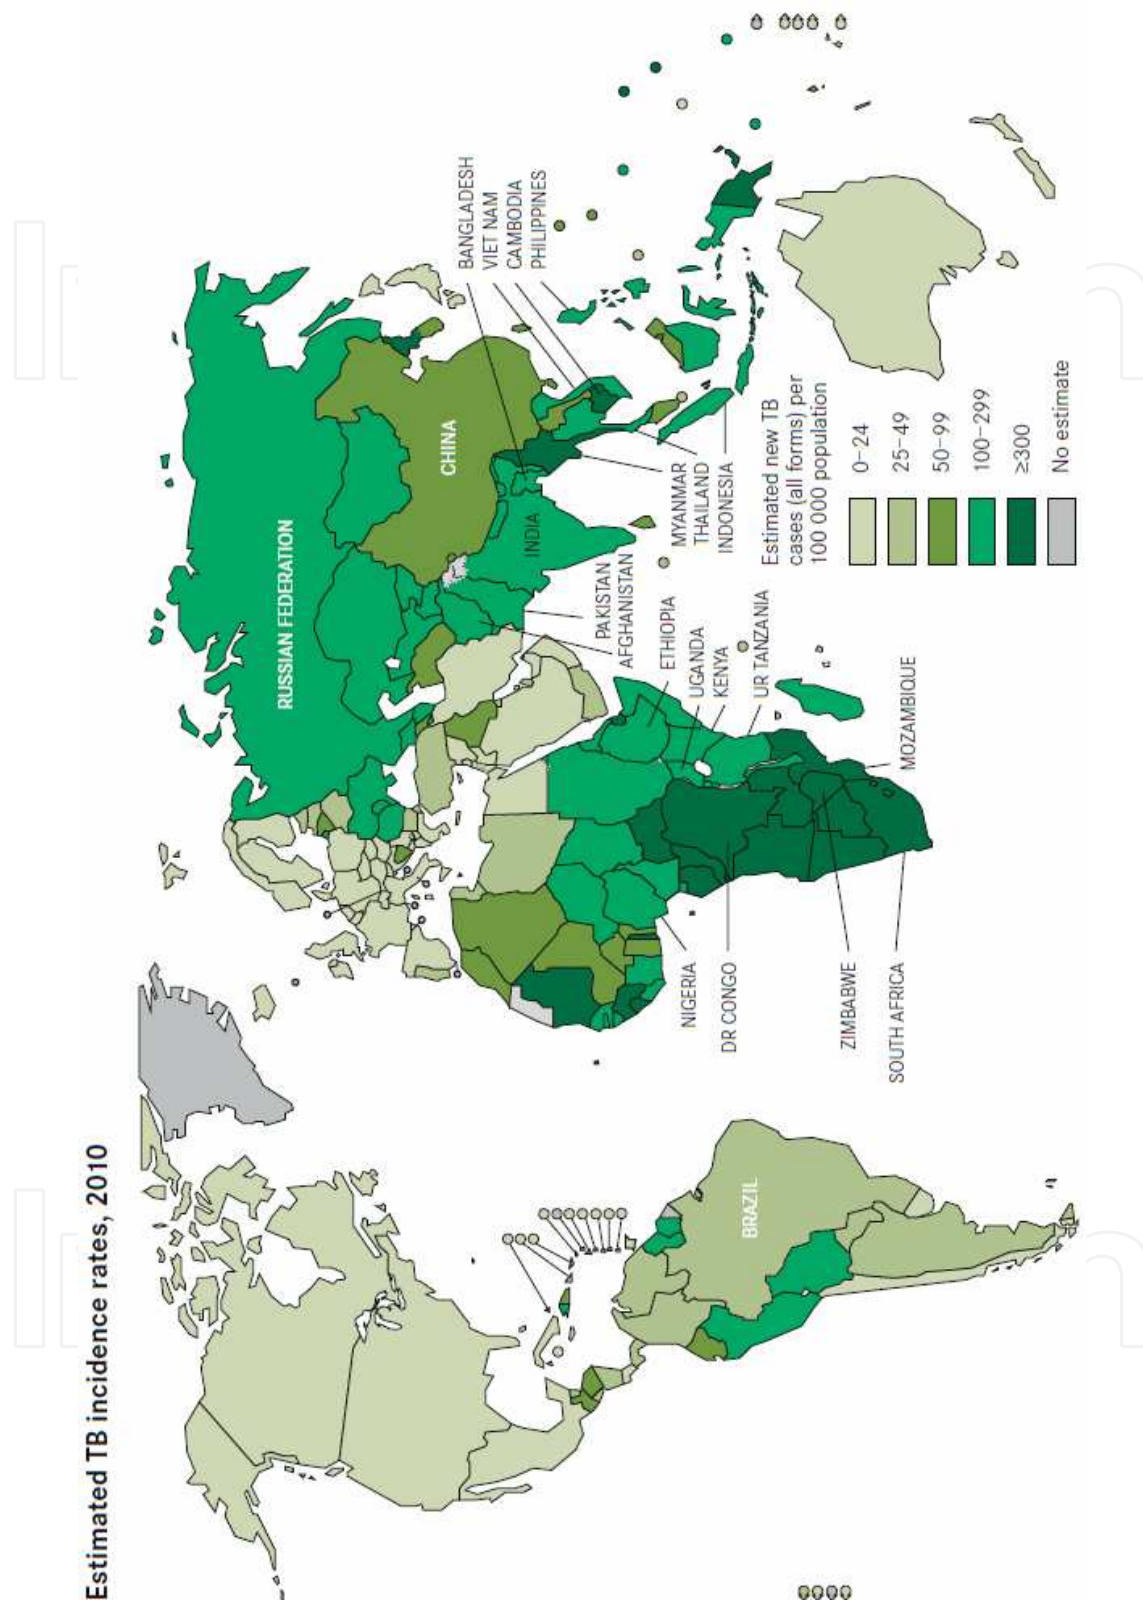 Estimated TB incidence rates, 2010
RUSSIAN FEDERATION
CHINA
INDIA
BRAZIL
BANGLADESH
VIET NAM
CAMBODIA
PHILIPPINES
PAKISTAN
AFGHANISTAN
MYANMAR
THAILAND
INDONESIA
ETHIOPIA
UGANDA
KENYA
UR TANZANIA
MOZAMBIQUE
NIGERIA
DR CONGO
ZIMBABWE
SOUTH AFRICA
Estimated new TB
cases (all forms) per
100 000 population
0–24
25–49
50–99
100–299
≥300
No estimate